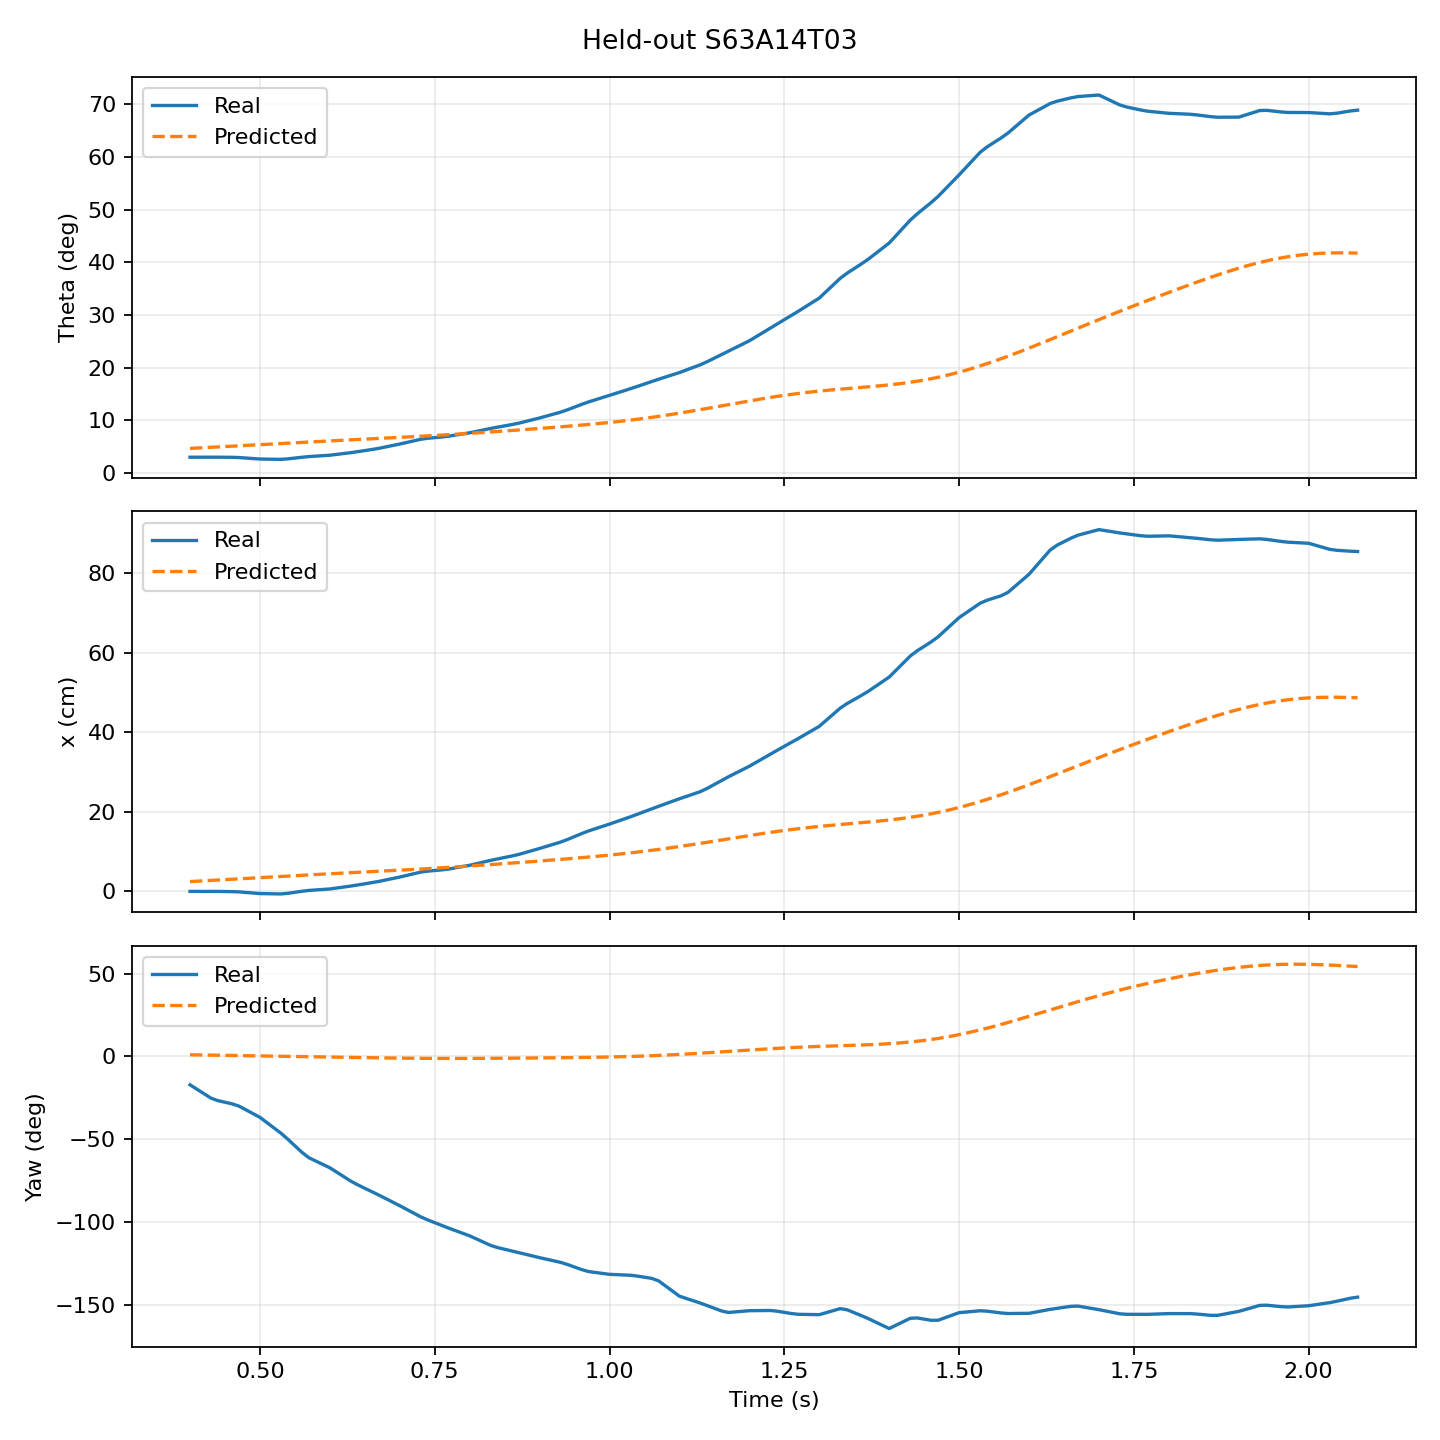 Held-out S63A14T03
Real
Predicted
Theta (deg)
70
60
50
40
30
20
10
0
Real
Predicted
x (cm)
80
60
40
20
0
Real
Predicted
Yaw (deg)
50
0
−50
−100
−150
0.50 0.75 1.00 1.25 1.50 1.75 2.00
Time (s)